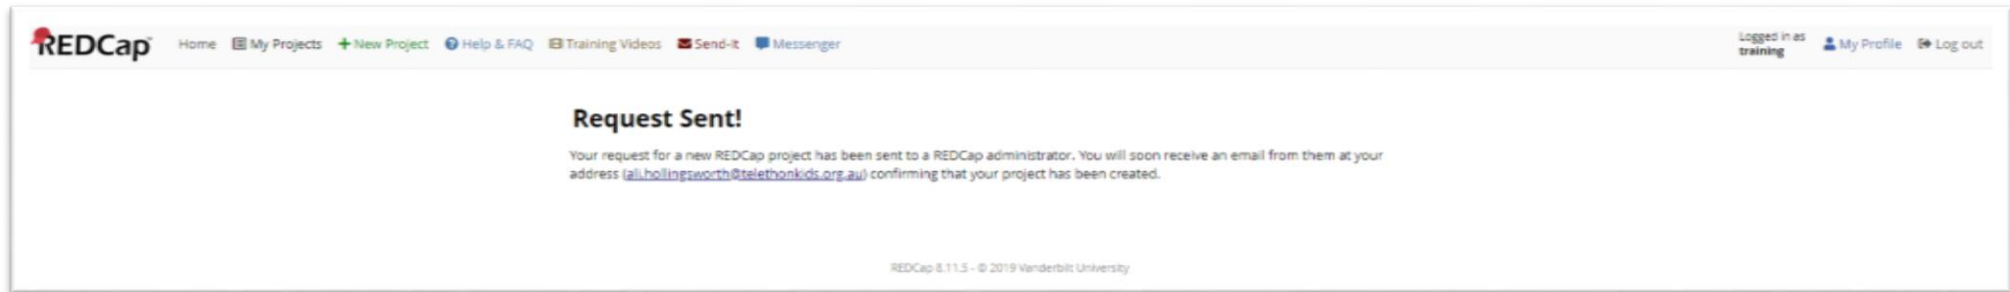 REDCap Home My Projects + New Project Help & FAQ Training Videos Send-It Messenger Logged in as My Profile Log out
training
Request Sent!
Your request for a new REDCap project has been sent to a REDCap administrator. You will soon receive an email from them at your
address (ali.hollingsworth@telethonkids.org.au) confirming that your project has been created.
REDCap 8.11.5 - © 2019 Vanderbilt University